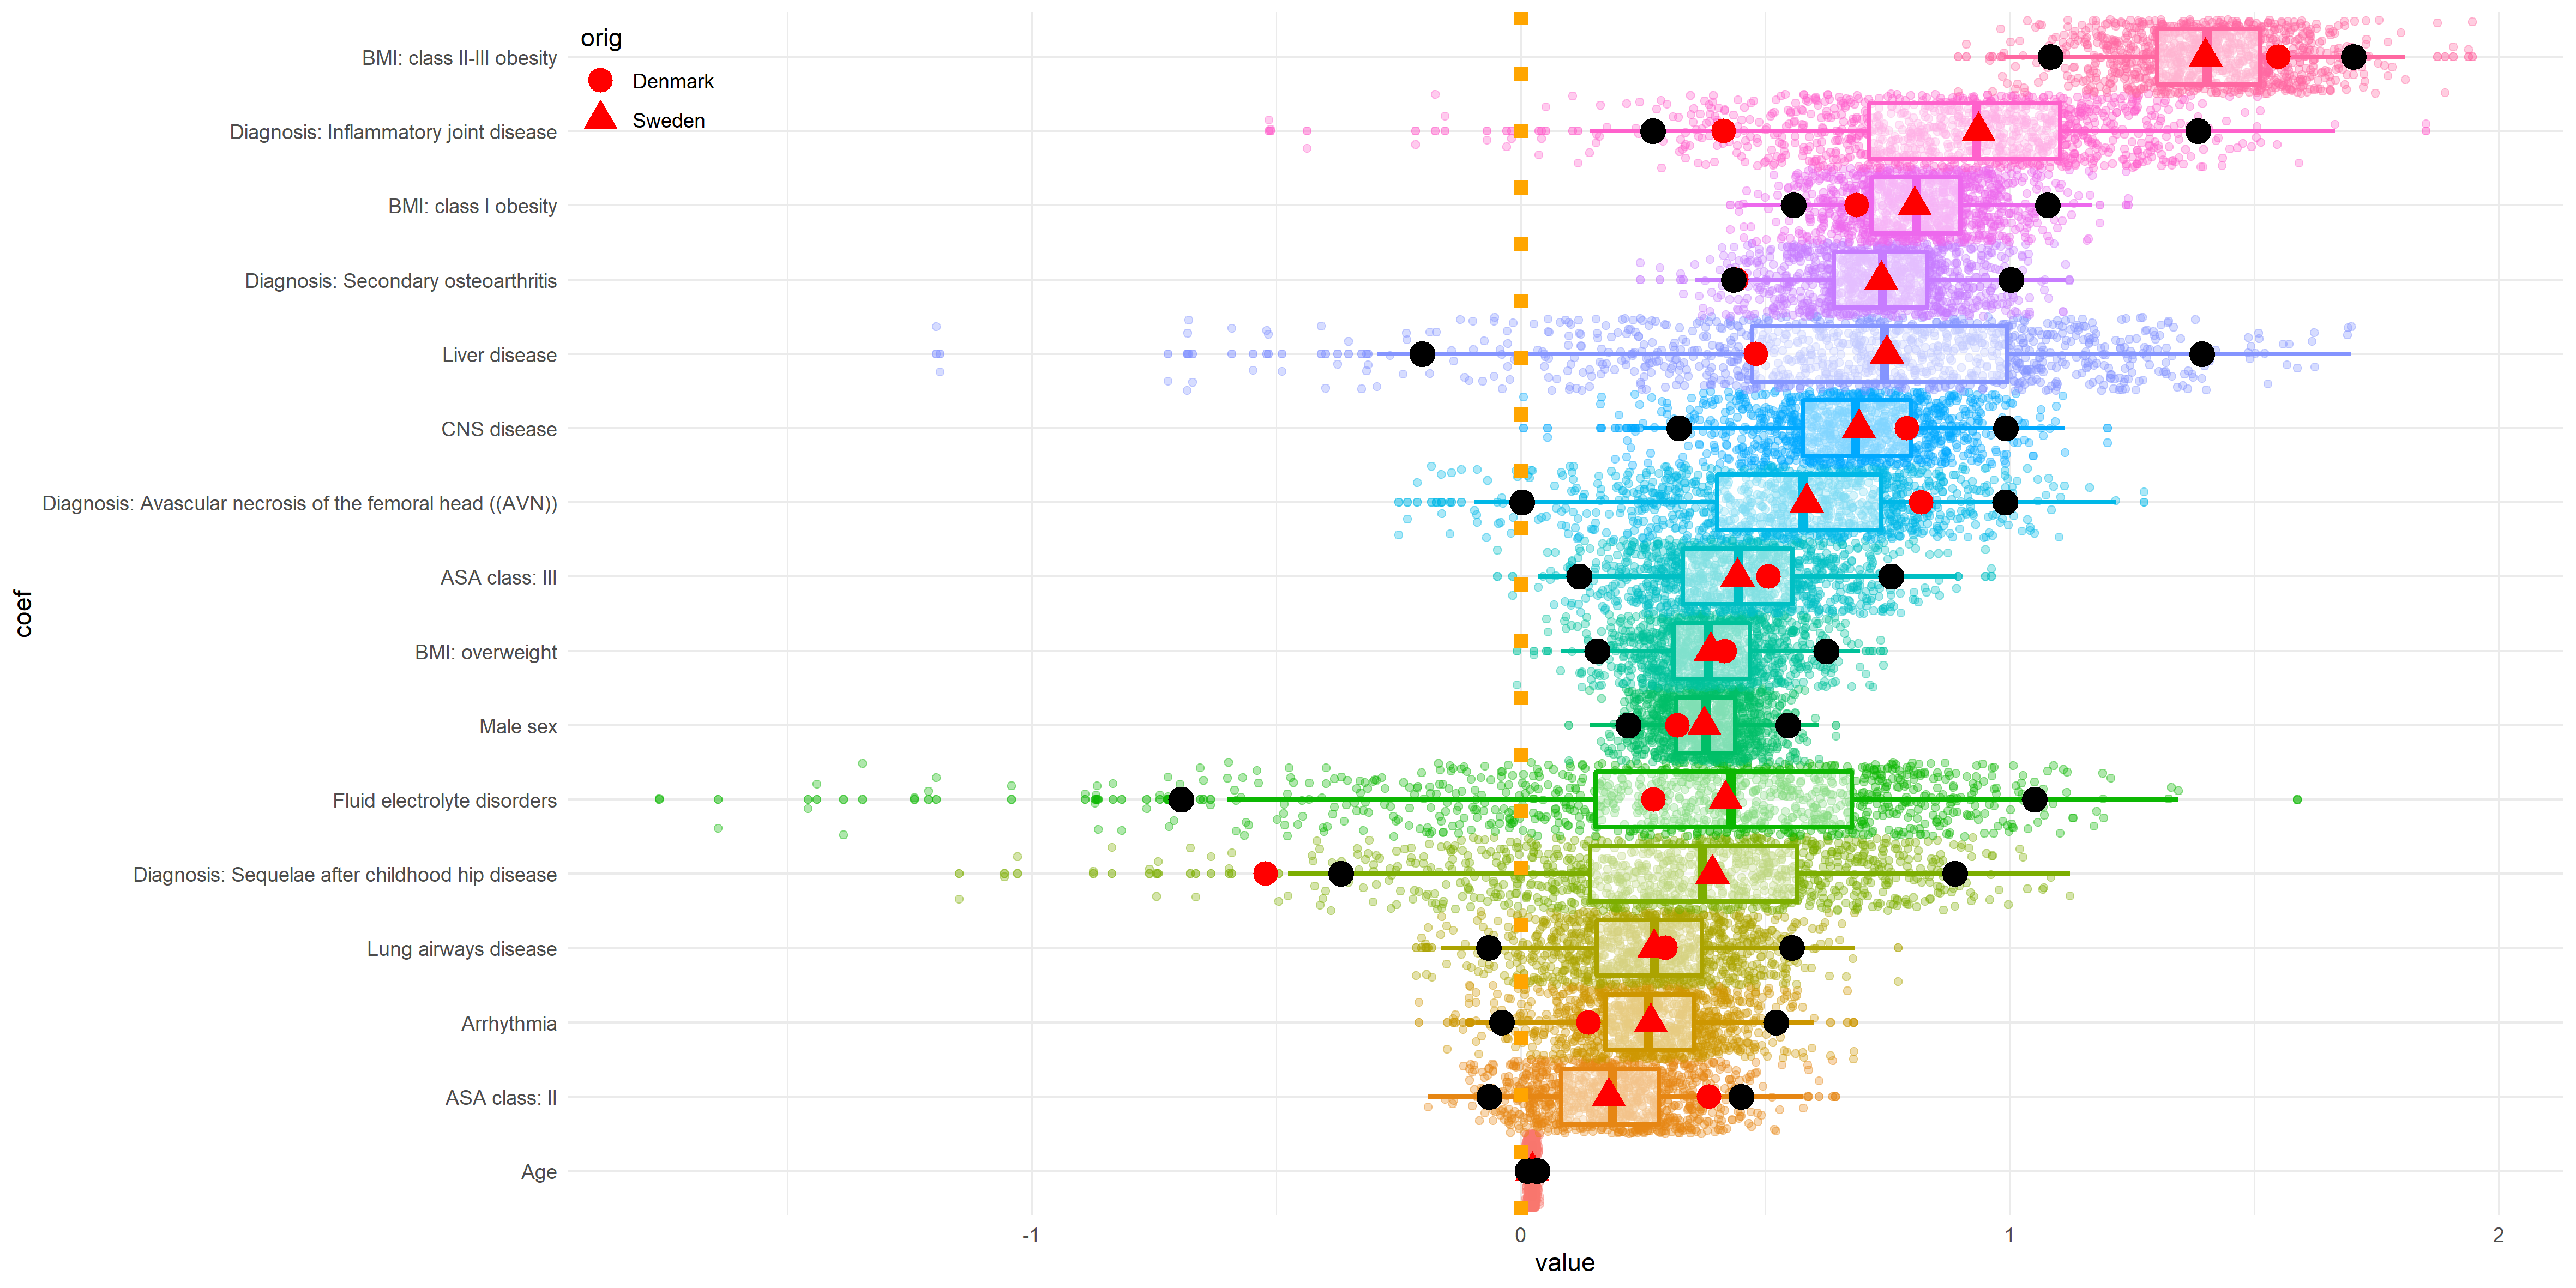 orig
Denmark
Sweden
BMI: class II-III obesity
Diagnosis: Inflammatory joint disease
BMI: class I obesity
Diagnosis: Secondary osteoarthritis
Liver disease
CNS disease
Diagnosis: Avascular necrosis of the femoral head ((AVN))
ASA class: III
BMI: overweight
Male sex
Fluid electrolyte disorders
Diagnosis: Sequelae after childhood hip disease
Lung airways disease
Arrhythmia
ASA class: II
Age
coef
-1 0 1 2
value